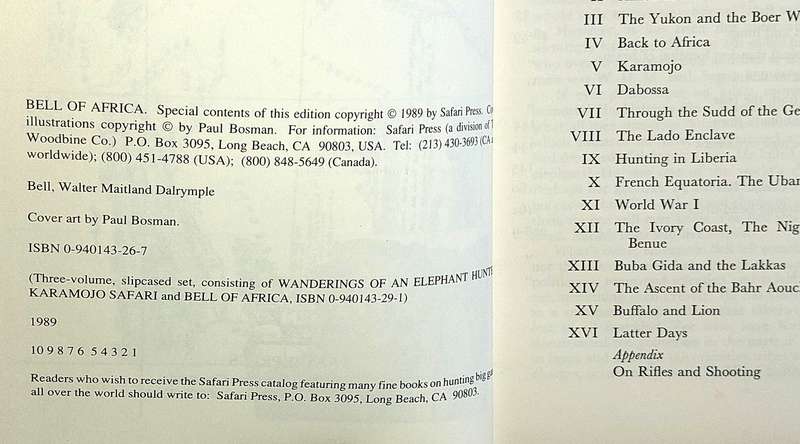 BELL OF AFRICA. Special contents of this edition copyright © 1989 by Safari Press.
illustrations copyright © by Paul Bosman. For information: Safari Press (a division of
Woodbine Co.) P.O. Box 3095, Long Beach, CA 90803, USA. Tel: (213) 430-3693 (CA
worldwide); (800) 451-4788 (USA); (800) 848-5649 (Canada).
Bell, Walter Maitland Dalrymple
Cover art by Paul Bosman.
ISBN 0-940143-26-7
(Three-volume, slipcased set, consisting of WANDERINGS OF AN ELEPHANT HUNT
KARAMOJO SAFARI and BELL OF AFRICA, ISBN 0-940143-29-1)
1989
10 9 8 7 6 5 4 3 2 1
Readers who wish to receive the Safari Press catalog featuring many fine books on hunting big
all over the world should write to: Safari Press, P.O. Box 3095, Long Beach, CA 90803.
III The Yukon and the Boer W
IV Back to Africa
V Karamojo
VI Dabossa
VII Through the Sudd of the Ge
VIII The Lado Enclave
IX Hunting in Liberia
X French Equatoria. The Uban
XI World War I
XII The Ivory Coast, The Nig
Benue
XIII Buba Gida and the Lakkas
XIV The Ascent of the Bahr Aouc
XV Buffalo and Lion
XVI Latter Days
Appendix
On Rifles and Shooting